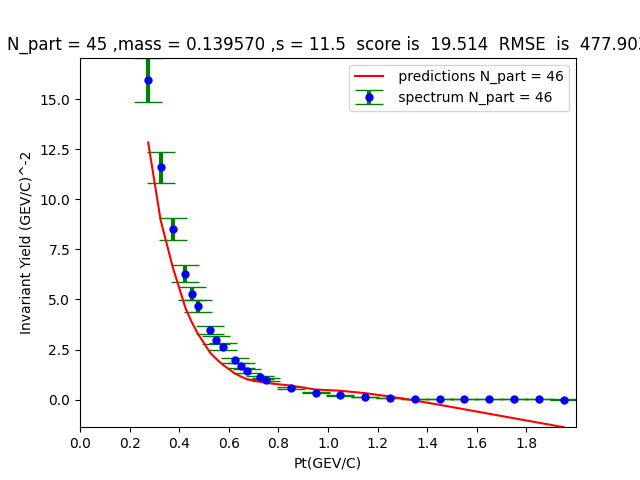 N_part = 45 ,mass = 0.139570 ,s = 11.5  score is  19.514  RMSE  is  477.903
predictions N_part = 46
spectrum N_part = 46
Invariant Yield (GEV/C)^-2
15.0
12.5
10.0
7.5
5.0
2.5
0.0
0.0 0.2 0.4 0.6 0.8 1.0 1.2 1.4 1.6 1.8
Pt(GEV/C)